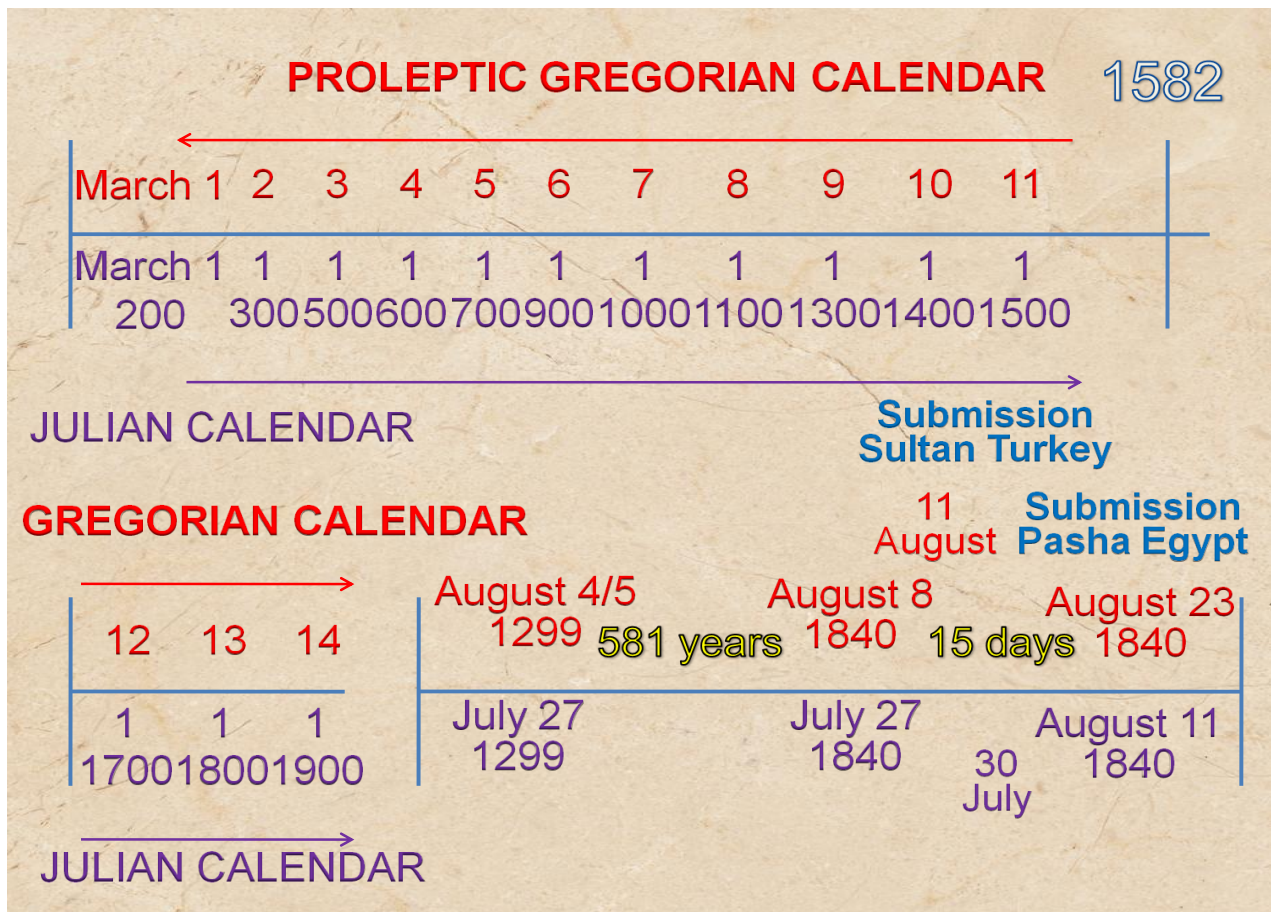 PROLEPTIC GREGORIAN CALENDAR 1582
March 1 2 3 4 5 6 7 8 9 10 11
March 1 1 1 1 1 1 1 1 1 1 1
200 300 500 600 700 900 1000 1100 1300 1400 1500
JULIAN CALENDAR
Submission
Sultan Turkey
GREGORIAN CALENDAR
11
August
Submission
Pasha Egypt
12 13 14
1 1 1
1700 1800 1900
JULIAN CALENDAR
August 4/5
1299
581 years
August 8
1840
15 days
August 23
1840
July 27
1299
July 27
1840
30
July
August 11
1840